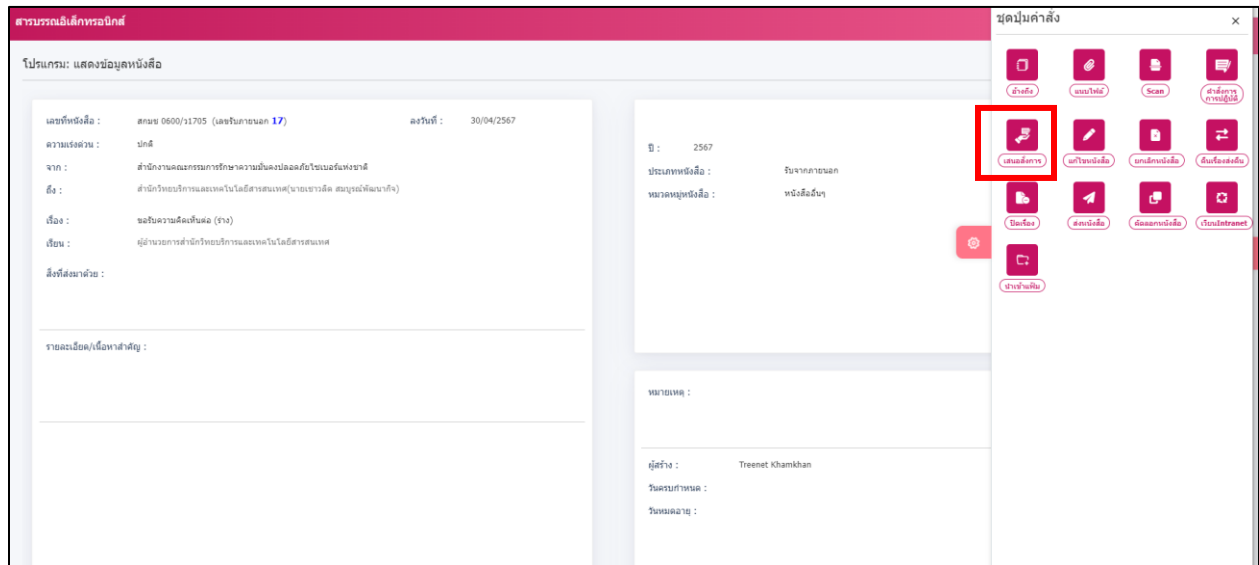 สารบรรณอิเล็กทรอนิกส์
โปรแกรม: แสดงข้อมูลหนังสือ
เลขที่หนังสือ : สกมช 0600/ว1705 (เลขรับภายนอก 17) ลงวันที่ : 30/04/2567
ความเร่งด่วน : ปกติ
จาก : สำนักงานคณะกรรมการรักษาความมั่นคงปลอดภัยไซเบอร์แห่งชาติ
ถึง : สำนักวิทยบริการและเทคโนโลยีสารสนเทศ(นายเชาวลิต สมบูรณ์พัฒนากิจ)
เรื่อง : ขอรับความคิดเห็นต่อ (ร่าง)
เรียน : ผู้อำนวยการสำนักวิทยบริการและเทคโนโลยีสารสนเทศ
สิ่งที่ส่งมาด้วย :
รายละเอียด/เนื้อหาสำคัญ :
ปี : 2567
ประเภทหนังสือ : รับจากภายนอก
หมวดหมู่หนังสือ : หนังสืออื่นๆ
หมายเหตุ :
ผู้สร้าง : Treenet Khamkhan
วันครบกำหนด :
วันหมดอายุ :
ชุดปุ่มคำสั่ง
อ้างถึง
แนบไฟล์
Scan
คำสั่งการ
การปฏิบัติ
เสนอสั่งการ
แก้ไขหนังสือ
ยกเลิกหนังสือ
คืนเรื่องส่งคืน
ปิดเรื่อง
ส่งหนังสือ
คัดลอกหนังสือ
เวียนIntranet
นำเข้าแฟ้ม